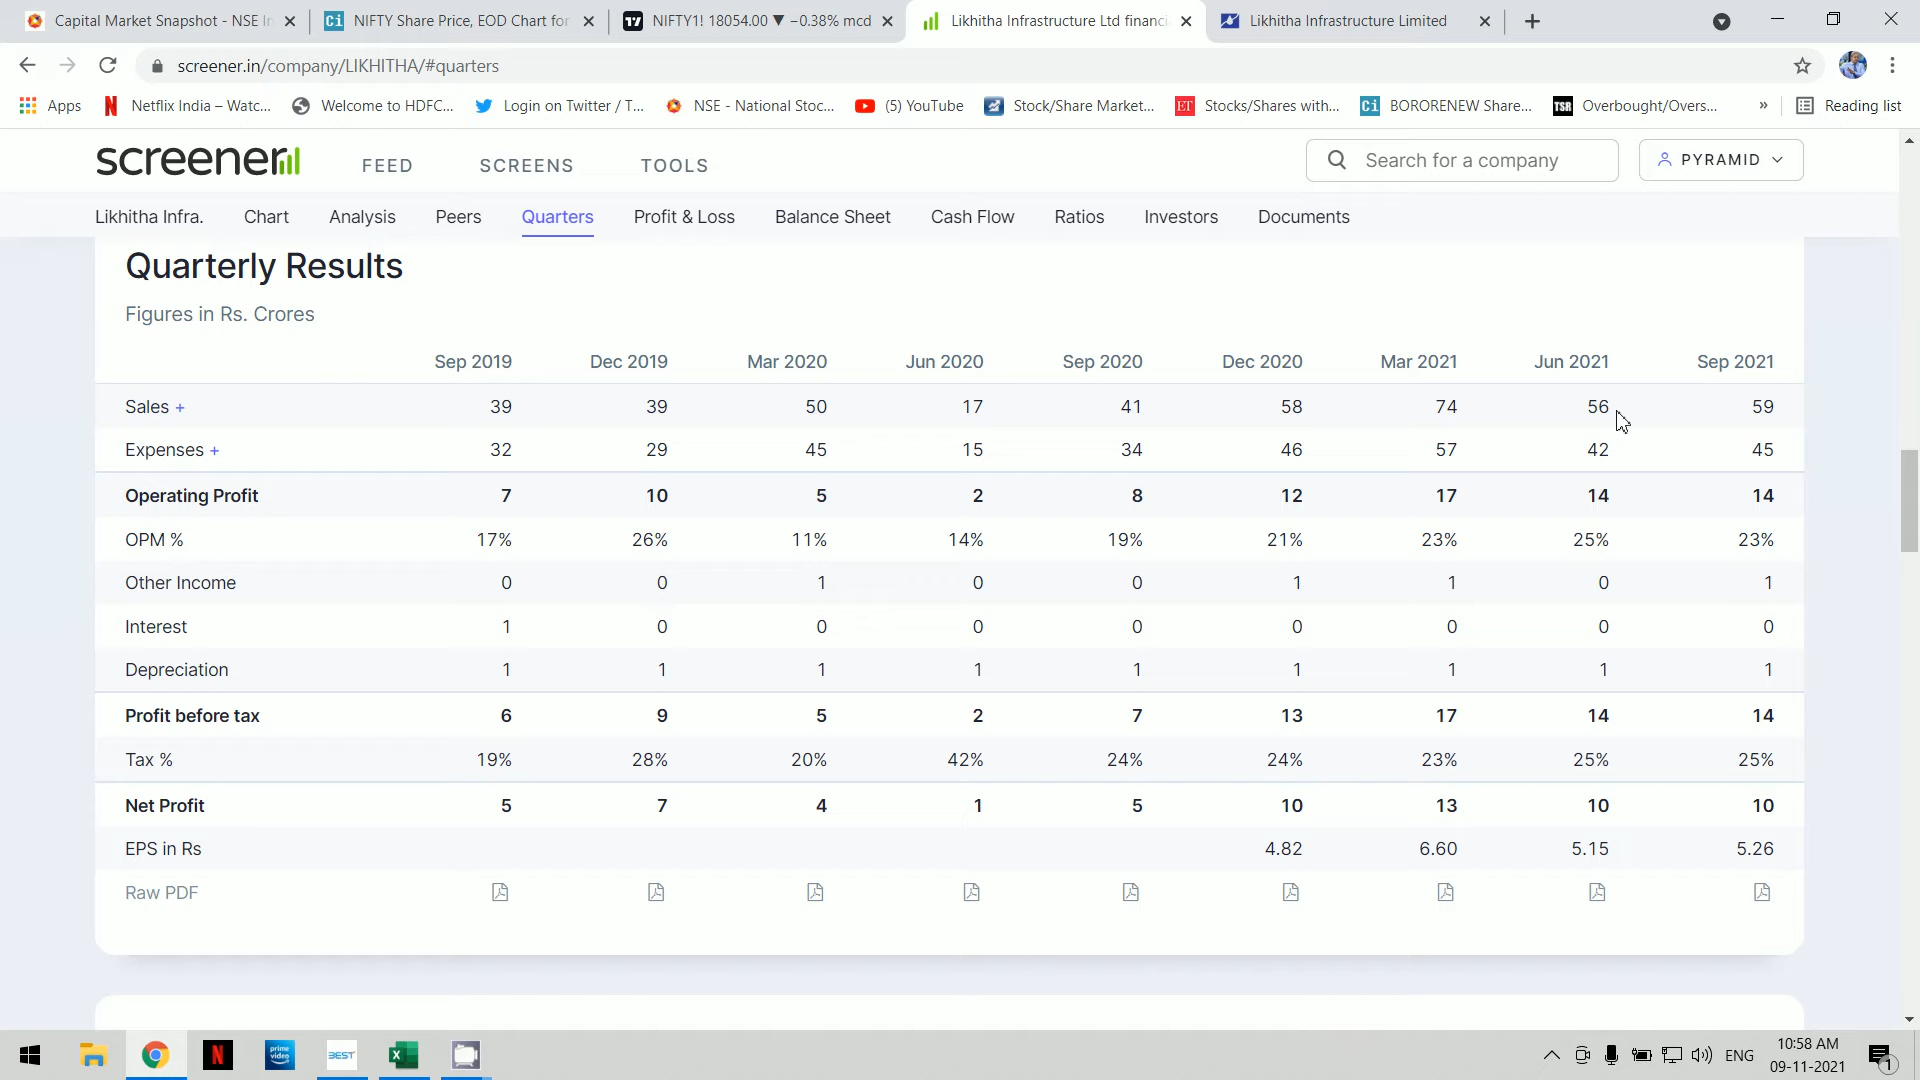 Capital Market Snapshot - NSE In
NIFTY Share Price, EOD Chart for
NIFTY1! 18054.00 ▼ −0.38% mcd
Likhitha Infrastructure Ltd financi
Likhitha Infrastructure Limited
screener.in/company/LIKHITHA/#quarters
Apps Netflix India – Watc... Welcome to HDFC... Login on Twitter / T... NSE - National Stoc... (5) YouTube Stock/Share Market... ET Stocks/Shares with... Ci BORORENEW Share... TSR Overbought/Overs... » Reading list
screener FEED SCREENS TOOLS Search for a company PYRAMID
Likhitha Infra. Chart Analysis Peers Quarters Profit & Loss Balance Sheet Cash Flow Ratios Investors Documents
Quarterly Results
Figures in Rs. Crores
Sep 2019 Dec 2019 Mar 2020 Jun 2020 Sep 2020 Dec 2020 Mar 2021 Jun 2021 Sep 2021
Sales + 39 39 50 17 41 58 74 56 59
Expenses + 32 29 45 15 34 46 57 42 45
Operating Profit 7 10 5 2 8 12 17 14 14
OPM % 17% 26% 11% 14% 19% 21% 23% 25% 23%
Other Income 0 0 1 0 0 1 1 0 1
Interest 1 0 0 0 0 0 0 0 0
Depreciation 1 1 1 1 1 1 1 1 1
Profit before tax 6 9 5 2 7 13 17 14 14
Tax % 19% 28% 20% 42% 24% 24% 23% 25% 25%
Net Profit 5 7 4 1 5 10 13 10 10
EPS in Rs 4.82 6.60 5.15 5.26
Raw PDF
N prime video BEST ENG 10:58 AM
09-11-2021 1